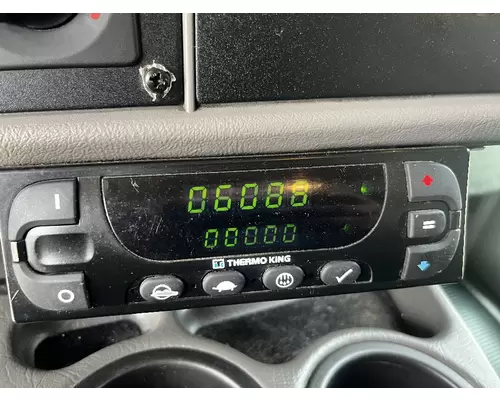 I
06088
00000
THERMO KING
=
O